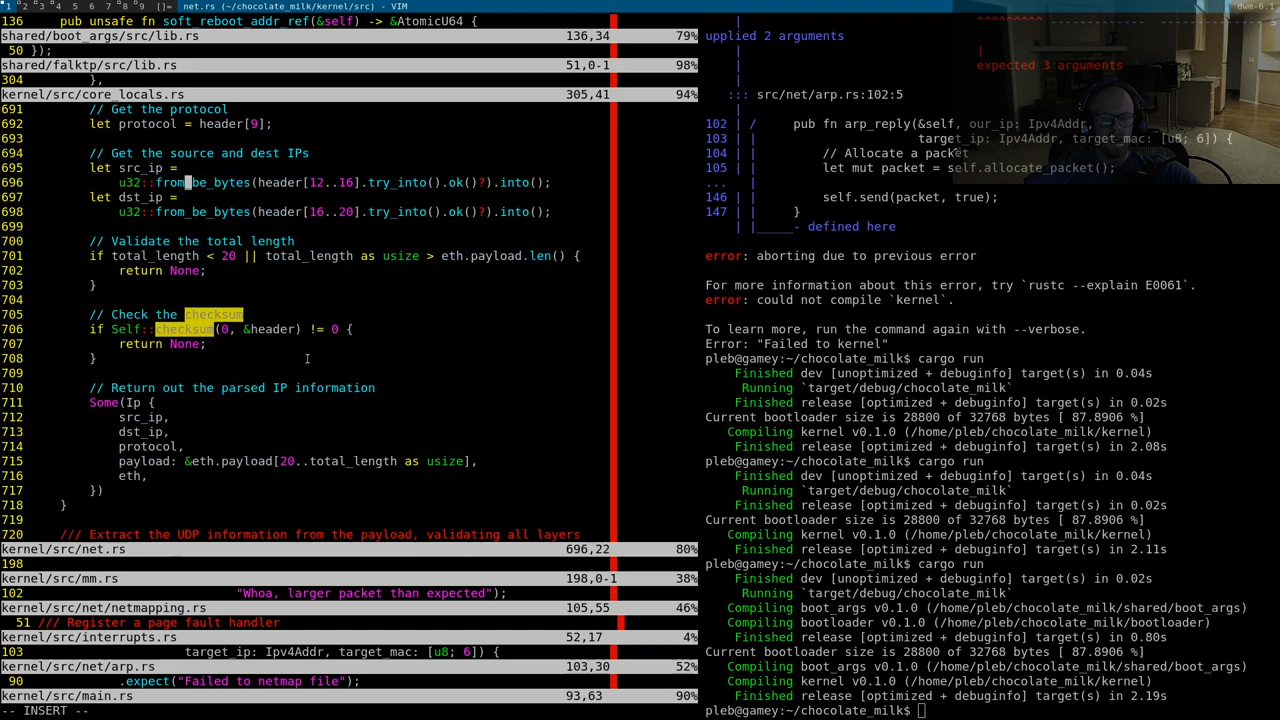 1 2 3 4 5 6 7 8 9 []= net.rs (~/chocolate_milk/kernel/src) - VIM dwm-6.1
136     pub unsafe fn soft_reboot_addr_ref(&self) -> &AtomicU64 {
shared/boot_args/src/lib.rs 136,34 79%
50 });
shared/falktp/src/lib.rs 51,0-1 98%
304         },
kernel/src/core_locals.rs 305,41 94%
691         // Get the protocol
692         let protocol = header[9];
693
694         // Get the source and dest IPs
695         let src_ip =
696             u32::from_be_bytes(header[12..16].try_into().ok()?).into();
697         let dst_ip =
698             u32::from_be_bytes(header[16..20].try_into().ok()?).into();
699
700         // Validate the total length
701         if total_length < 20 || total_length as usize > eth.payload.len() {
702             return None;
703         }
704
705         // Check the checksum
706         if Self::checksum(0, &header) != 0 {
707             return None;
708         }
709
710         // Return out the parsed IP information
711         Some(Ip {
712             src_ip,
713             dst_ip,
714             protocol,
715             payload: &eth.payload[20..total_length as usize],
716             eth,
717         })
718     }
719
720     /// Extract the UDP information from the payload, validating all layers
kernel/src/net.rs 696,22 80%
198
kernel/src/mm.rs 198,0-1 38%
102                             "Whoa, larger packet than expected");
kernel/src/net/netmapping.rs 105,55 46%
51 /// Register a page fault handler
kernel/src/interrupts.rs 52,17 4%
103                      target_ip: Ipv4Addr, target_mac: [u8; 6]) {
kernel/src/net/arp.rs 103,30 52%
90             .expect("Failed to netmap file");
kernel/src/main.rs 93,63 90%
-- INSERT --
    |                                ^^^^^^^^^ ----------- -----------------
upplied 2 arguments
    |                                |
    |                                expected 3 arguments
    |
   ::: src/net/arp.rs:102:5
    |
102 | /     pub fn arp_reply(&self, our_ip: Ipv4Addr,
103 | |                      target_ip: Ipv4Addr, target_mac: [u8; 6]) {
104 | |         // Allocate a packet
105 | |         let mut packet = self.allocate_packet();
...   |
146 | |         self.send(packet, true);
147 | |     }
    | |_____- defined here
error: aborting due to previous error
For more information about this error, try `rustc --explain E0061`.
error: could not compile `kernel`.
To learn more, run the command again with --verbose.
Error: "Failed to kernel"
pleb@gamey:~/chocolate_milk$ cargo run
    Finished dev [unoptimized + debuginfo] target(s) in 0.04s
     Running `target/debug/chocolate_milk`
    Finished release [optimized + debuginfo] target(s) in 0.02s
Current bootloader size is 28800 of 32768 bytes [ 87.8906 %]
   Compiling kernel v0.1.0 (/home/pleb/chocolate_milk/kernel)
    Finished release [optimized + debuginfo] target(s) in 2.08s
pleb@gamey:~/chocolate_milk$ cargo run
    Finished dev [unoptimized + debuginfo] target(s) in 0.04s
     Running `target/debug/chocolate_milk`
    Finished release [optimized + debuginfo] target(s) in 0.02s
Current bootloader size is 28800 of 32768 bytes [ 87.8906 %]
   Compiling kernel v0.1.0 (/home/pleb/chocolate_milk/kernel)
    Finished release [optimized + debuginfo] target(s) in 2.11s
pleb@gamey:~/chocolate_milk$ cargo run
    Finished dev [unoptimized + debuginfo] target(s) in 0.02s
     Running `target/debug/chocolate_milk`
   Compiling boot_args v0.1.0 (/home/pleb/chocolate_milk/shared/boot_args)
   Compiling bootloader v0.1.0 (/home/pleb/chocolate_milk/bootloader)
    Finished release [optimized + debuginfo] target(s) in 0.80s
Current bootloader size is 28800 of 32768 bytes [ 87.8906 %]
   Compiling boot_args v0.1.0 (/home/pleb/chocolate_milk/shared/boot_args)
   Compiling kernel v0.1.0 (/home/pleb/chocolate_milk/kernel)
    Finished release [optimized + debuginfo] target(s) in 2.19s
pleb@gamey:~/chocolate_milk$